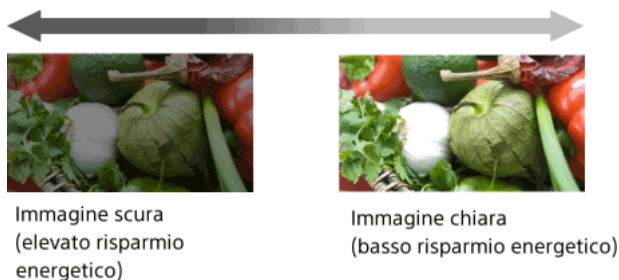 Immagine scura
(elevato risparmio
energetico)
Immagine chiara
(basso risparmio energetico)